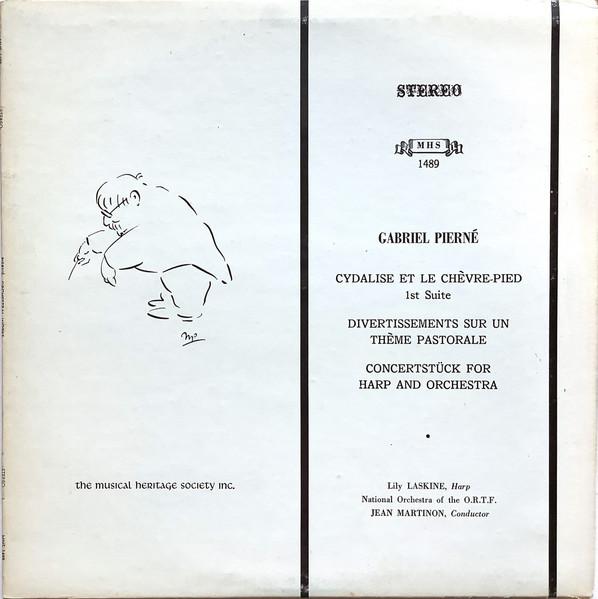 STEREO
MHS
1489
GABRIEL PIERNÉ
CYDALISE ET LE CHÈVRE-PIED
1st Suite
DIVERTISSEMENTS SUR UN
THÈME PASTORALE
CONCERTSTÜCK FOR
HARP AND ORCHESTRA
the musical heritage society inc.
Lily LASKINE, Harp
National Orchestra of the O.R.T.F.
JEAN MARTINON, Conductor